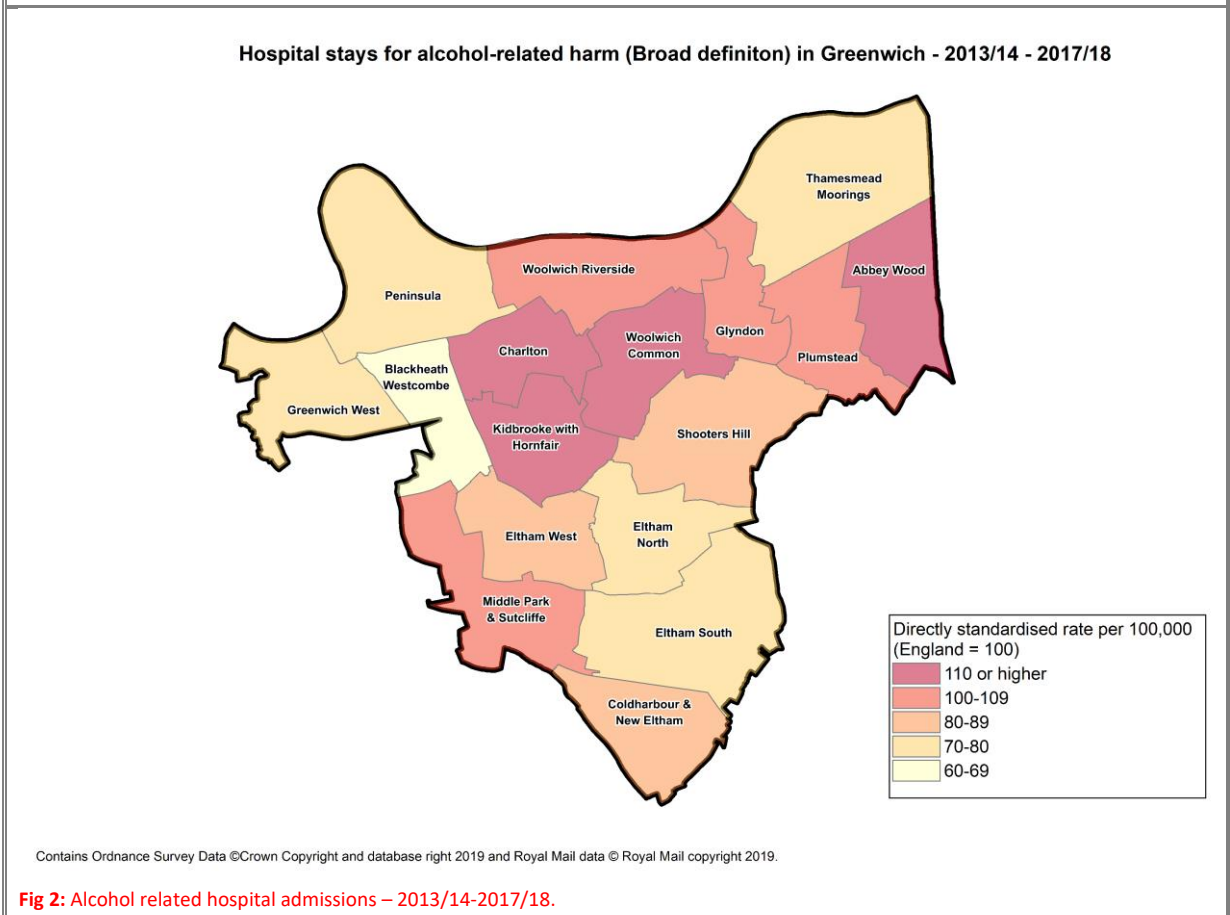 Hospital stays for alcohol-related harm (Broad definiton) in Greenwich - 2013/14 - 2017/18
Thamesmead
Moorings
Abbey Wood
Woolwich Riverside
Peninsula
Glyndon
Woolwich
Common
Charlton
Plumstead
Blackheath
Westcombe
Greenwich West
Kidbrooke with
Hornfair
Shooters Hill
Eltham West
Eltham
North
Middle Park
& Sutcliffe
Eltham South
Coldharbour &
New Eltham
Directly standardised rate per 100,000
(England = 100)
110 or higher
100-109
80-89
70-80
60-69
Contains Ordnance Survey Data ©Crown Copyright and database right 2019 and Royal Mail data © Royal Mail copyright 2019.
Fig 2: Alcohol related hospital admissions – 2013/14-2017/18.